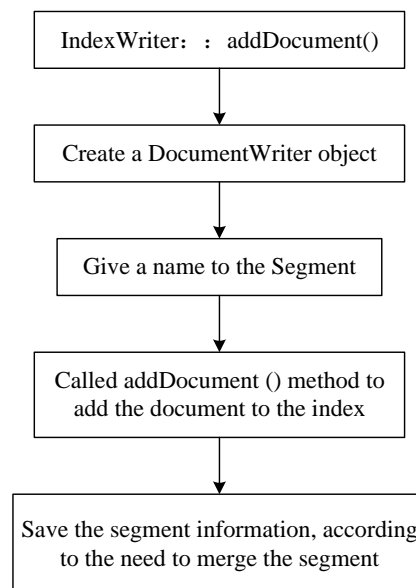 IndexWriter：：addDocument()
Create a DocumentWriter object
Give a name to the Segment
Called addDocument () method to
add the document to the index
Save the segment information, according
to the need to merge the segment